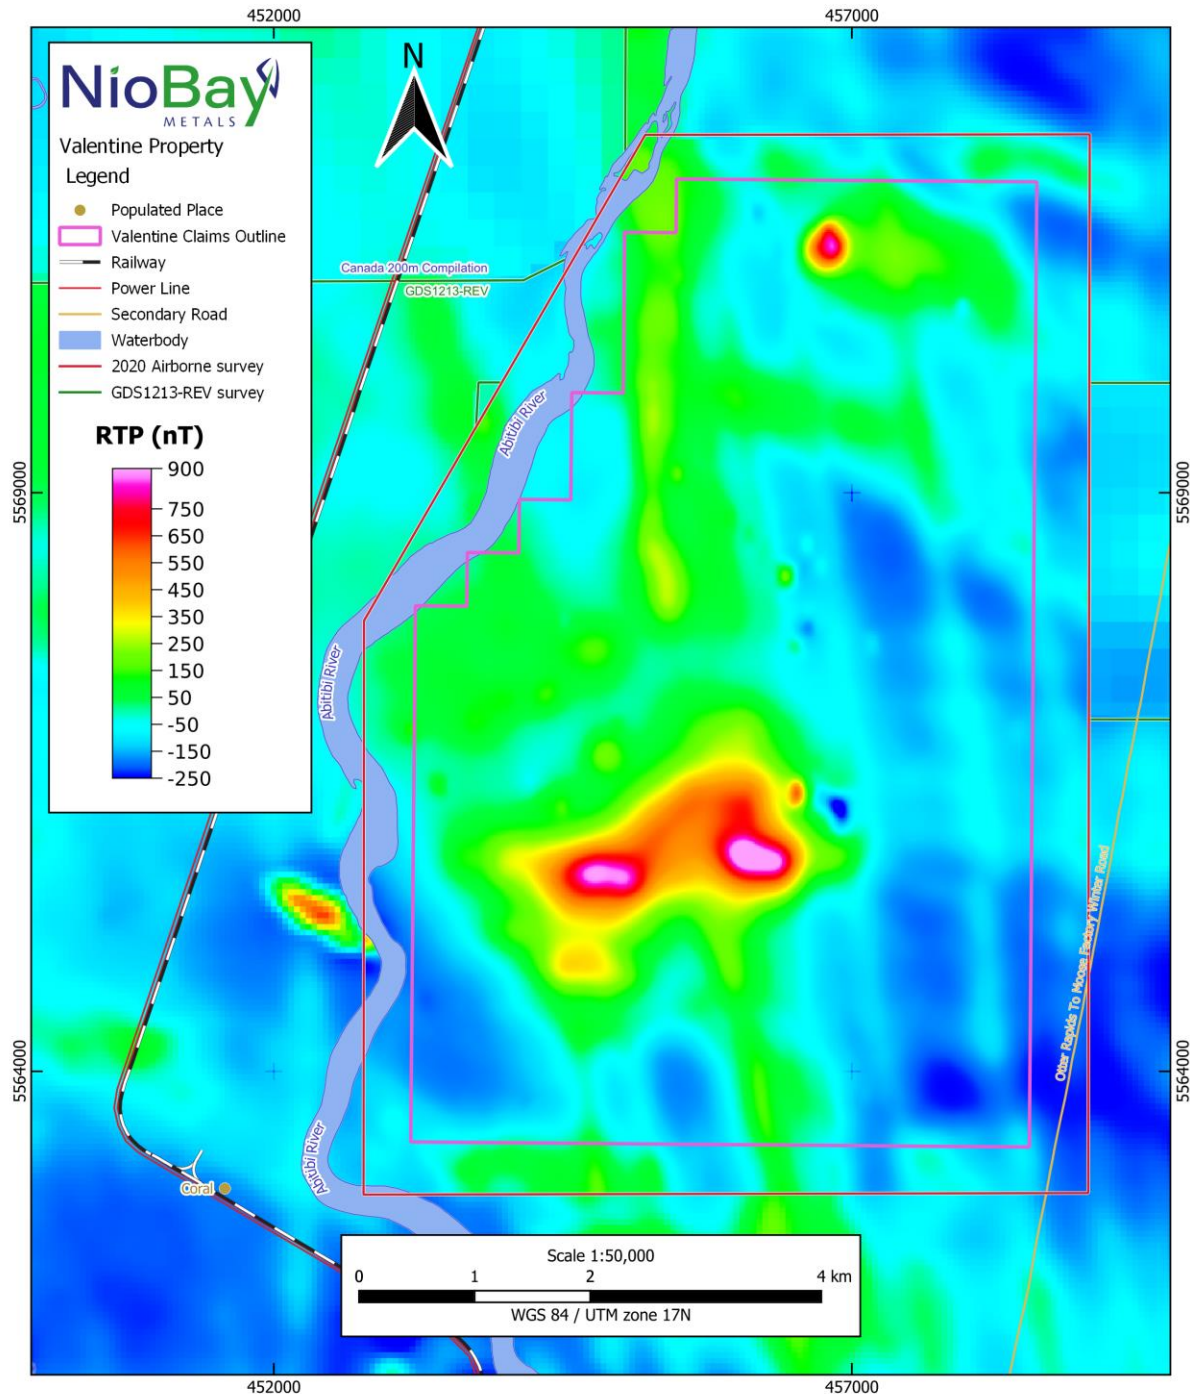 452000
457000
NioBay
METALS
Valentine Property
Legend
Populated Place
Valentine Claims Outline
Railway
Power Line
Secondary Road
Waterbody
2020 Airborne survey
GDS1213-REV survey
RTP (nT)
900
750
650
550
450
350
250
150
50
-50
-150
-250
N
Canada 200m Compilation
GDS1213-REV
Abitibi River
5569000
5569000
Abitibi River
Otter Rapids To Moose Factory Winter Road
5564000
5564000
Abitibi River
Coral
Scale 1:50,000
0
1
2
4 km
WGS 84 / UTM zone 17N
452000
457000